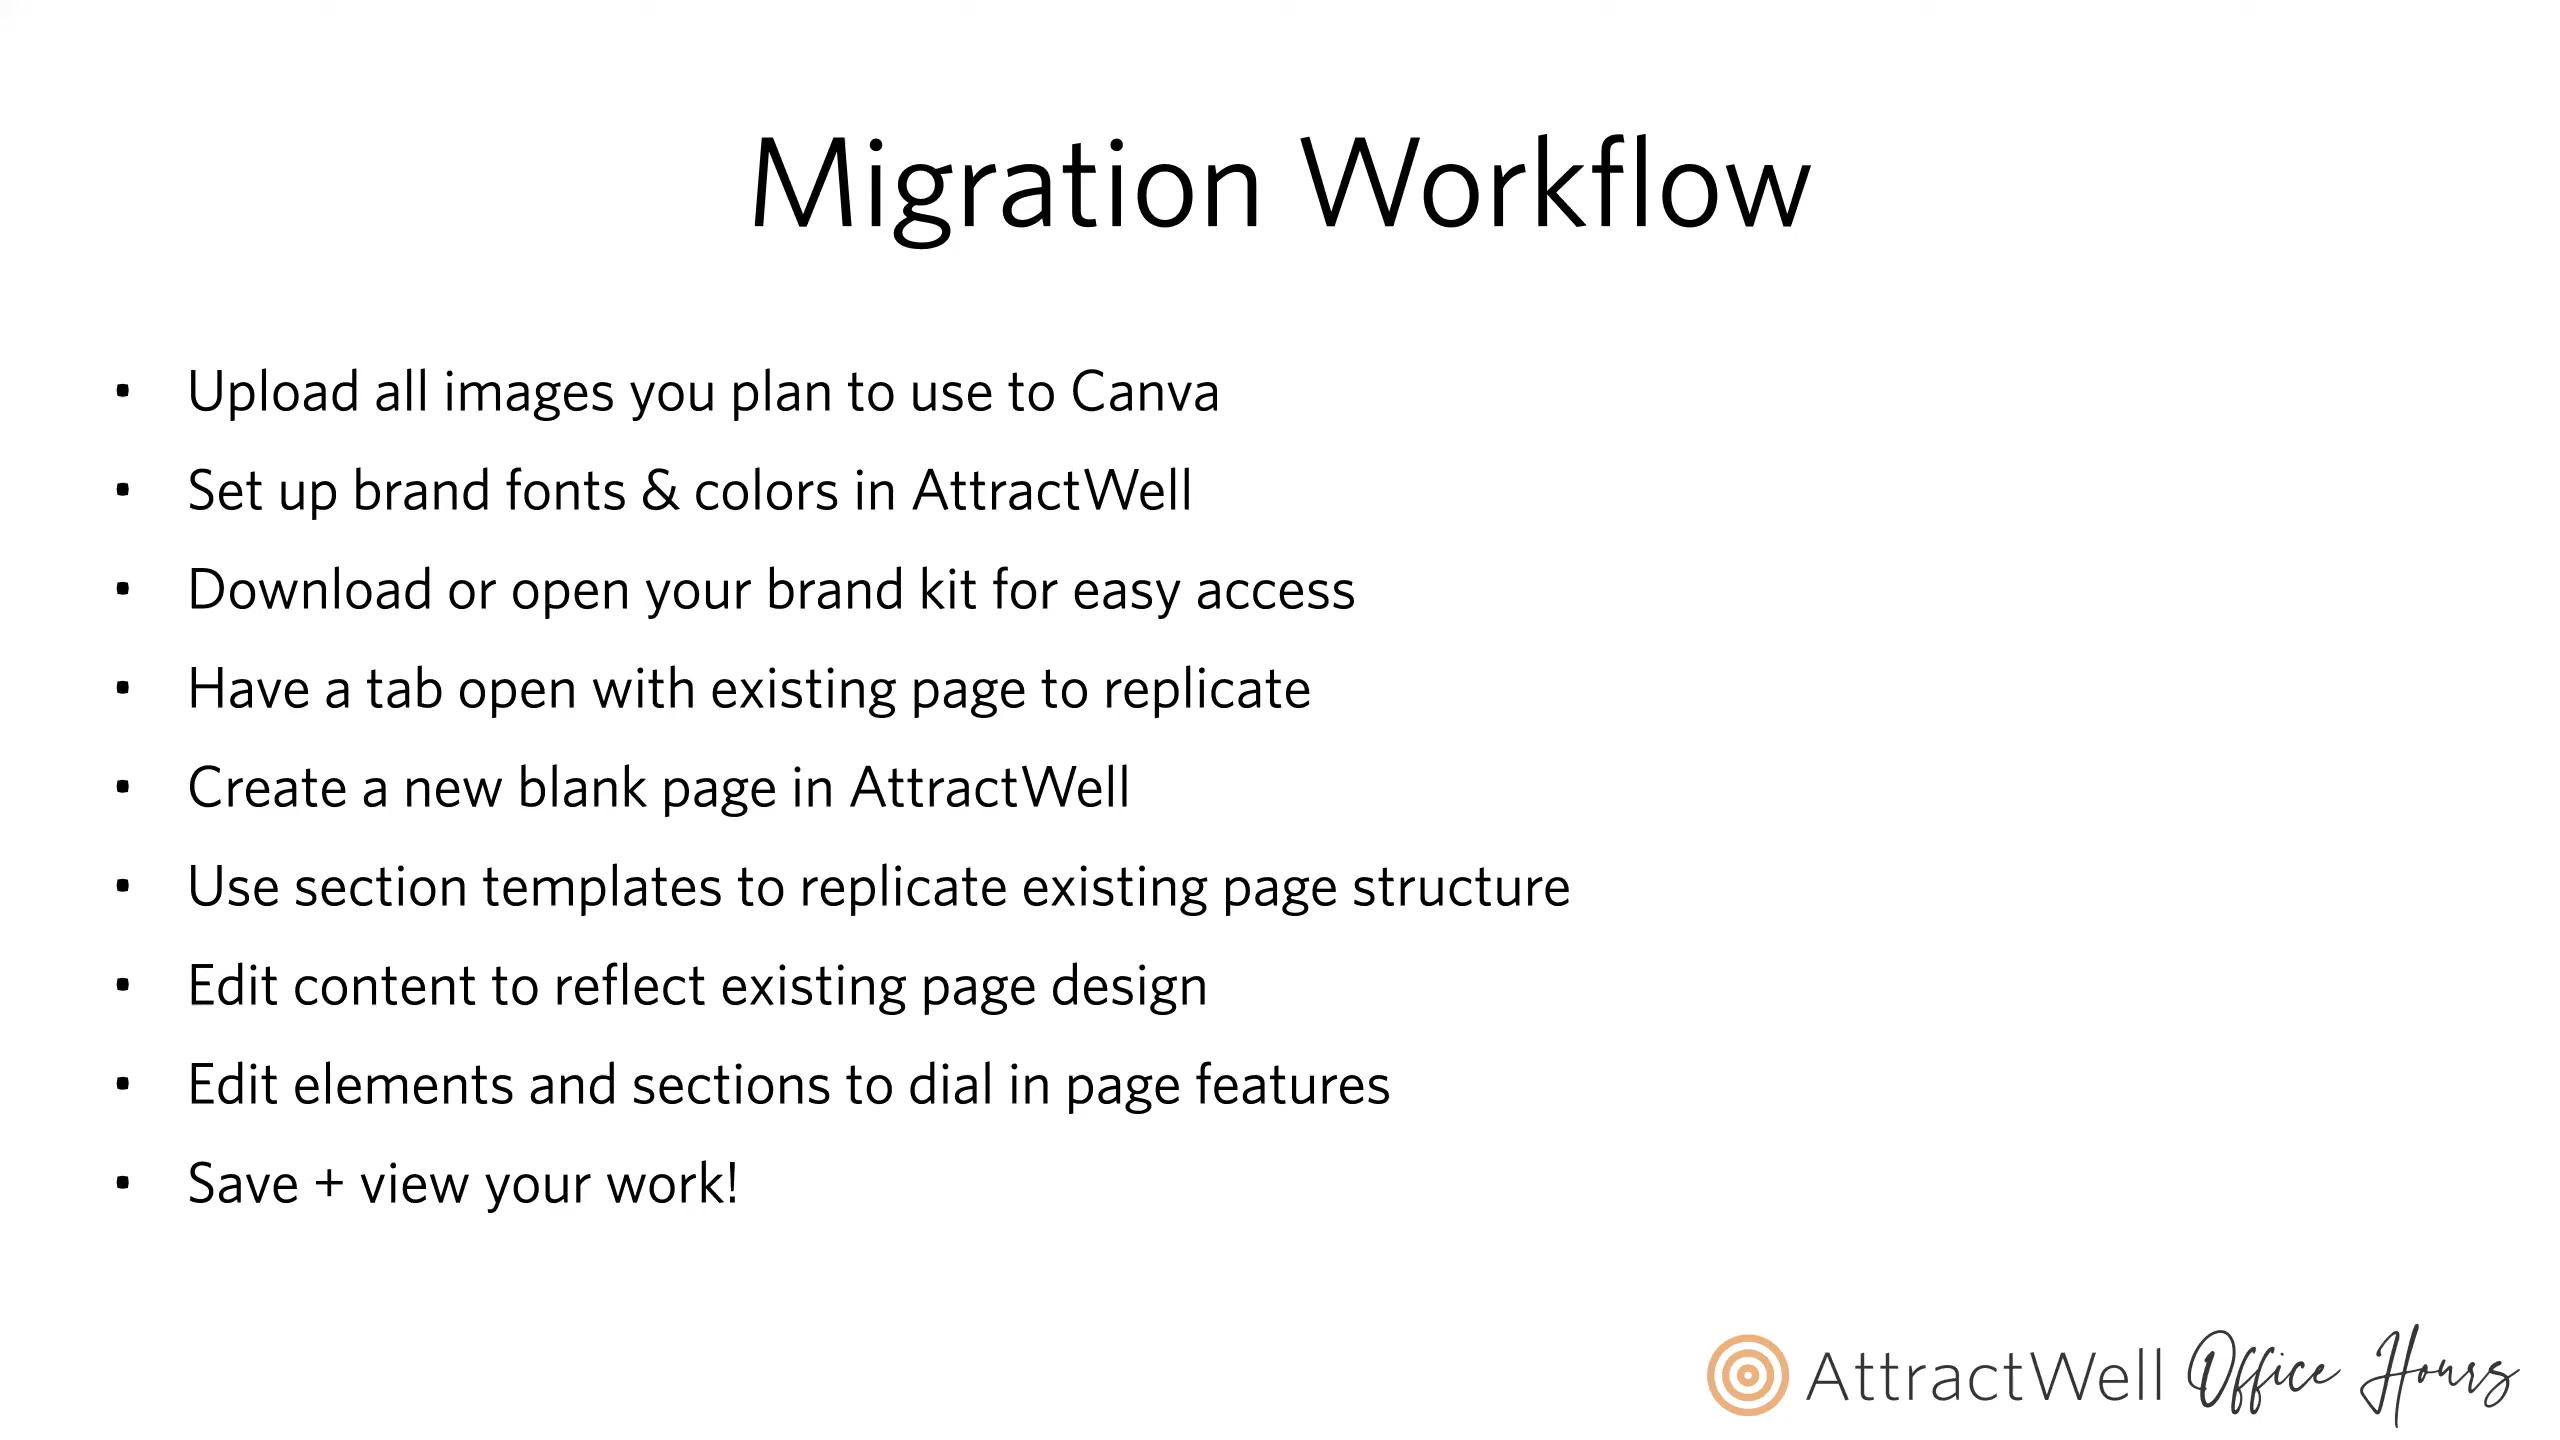 Migration Workflow
• Upload all images you plan to use to Canva
• Set up brand fonts & colors in AttractWell
• Download or open your brand kit for easy access
• Have a tab open with existing page to replicate
• Create a new blank page in AttractWell
• Use section templates to replicate existing page structure
• Edit content to reflect existing page design
• Edit elements and sections to dial in page features
• Save + view your work!
AttractWell Office Hours